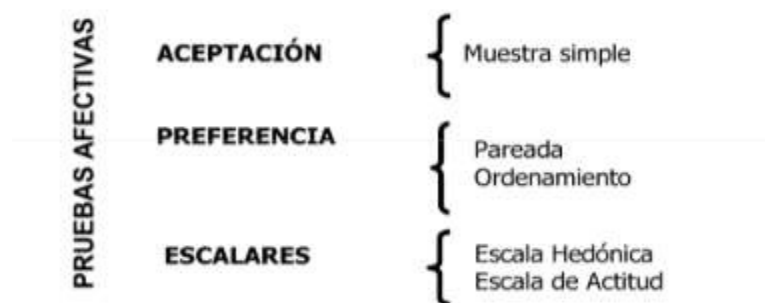 PRUEBAS AFECTIVAS
ACEPTACIÓN
Muestra simple
PREFERENCIA
Pareada
Ordenamiento
ESCALARES
Escala Hedónica
Escala de Actitud